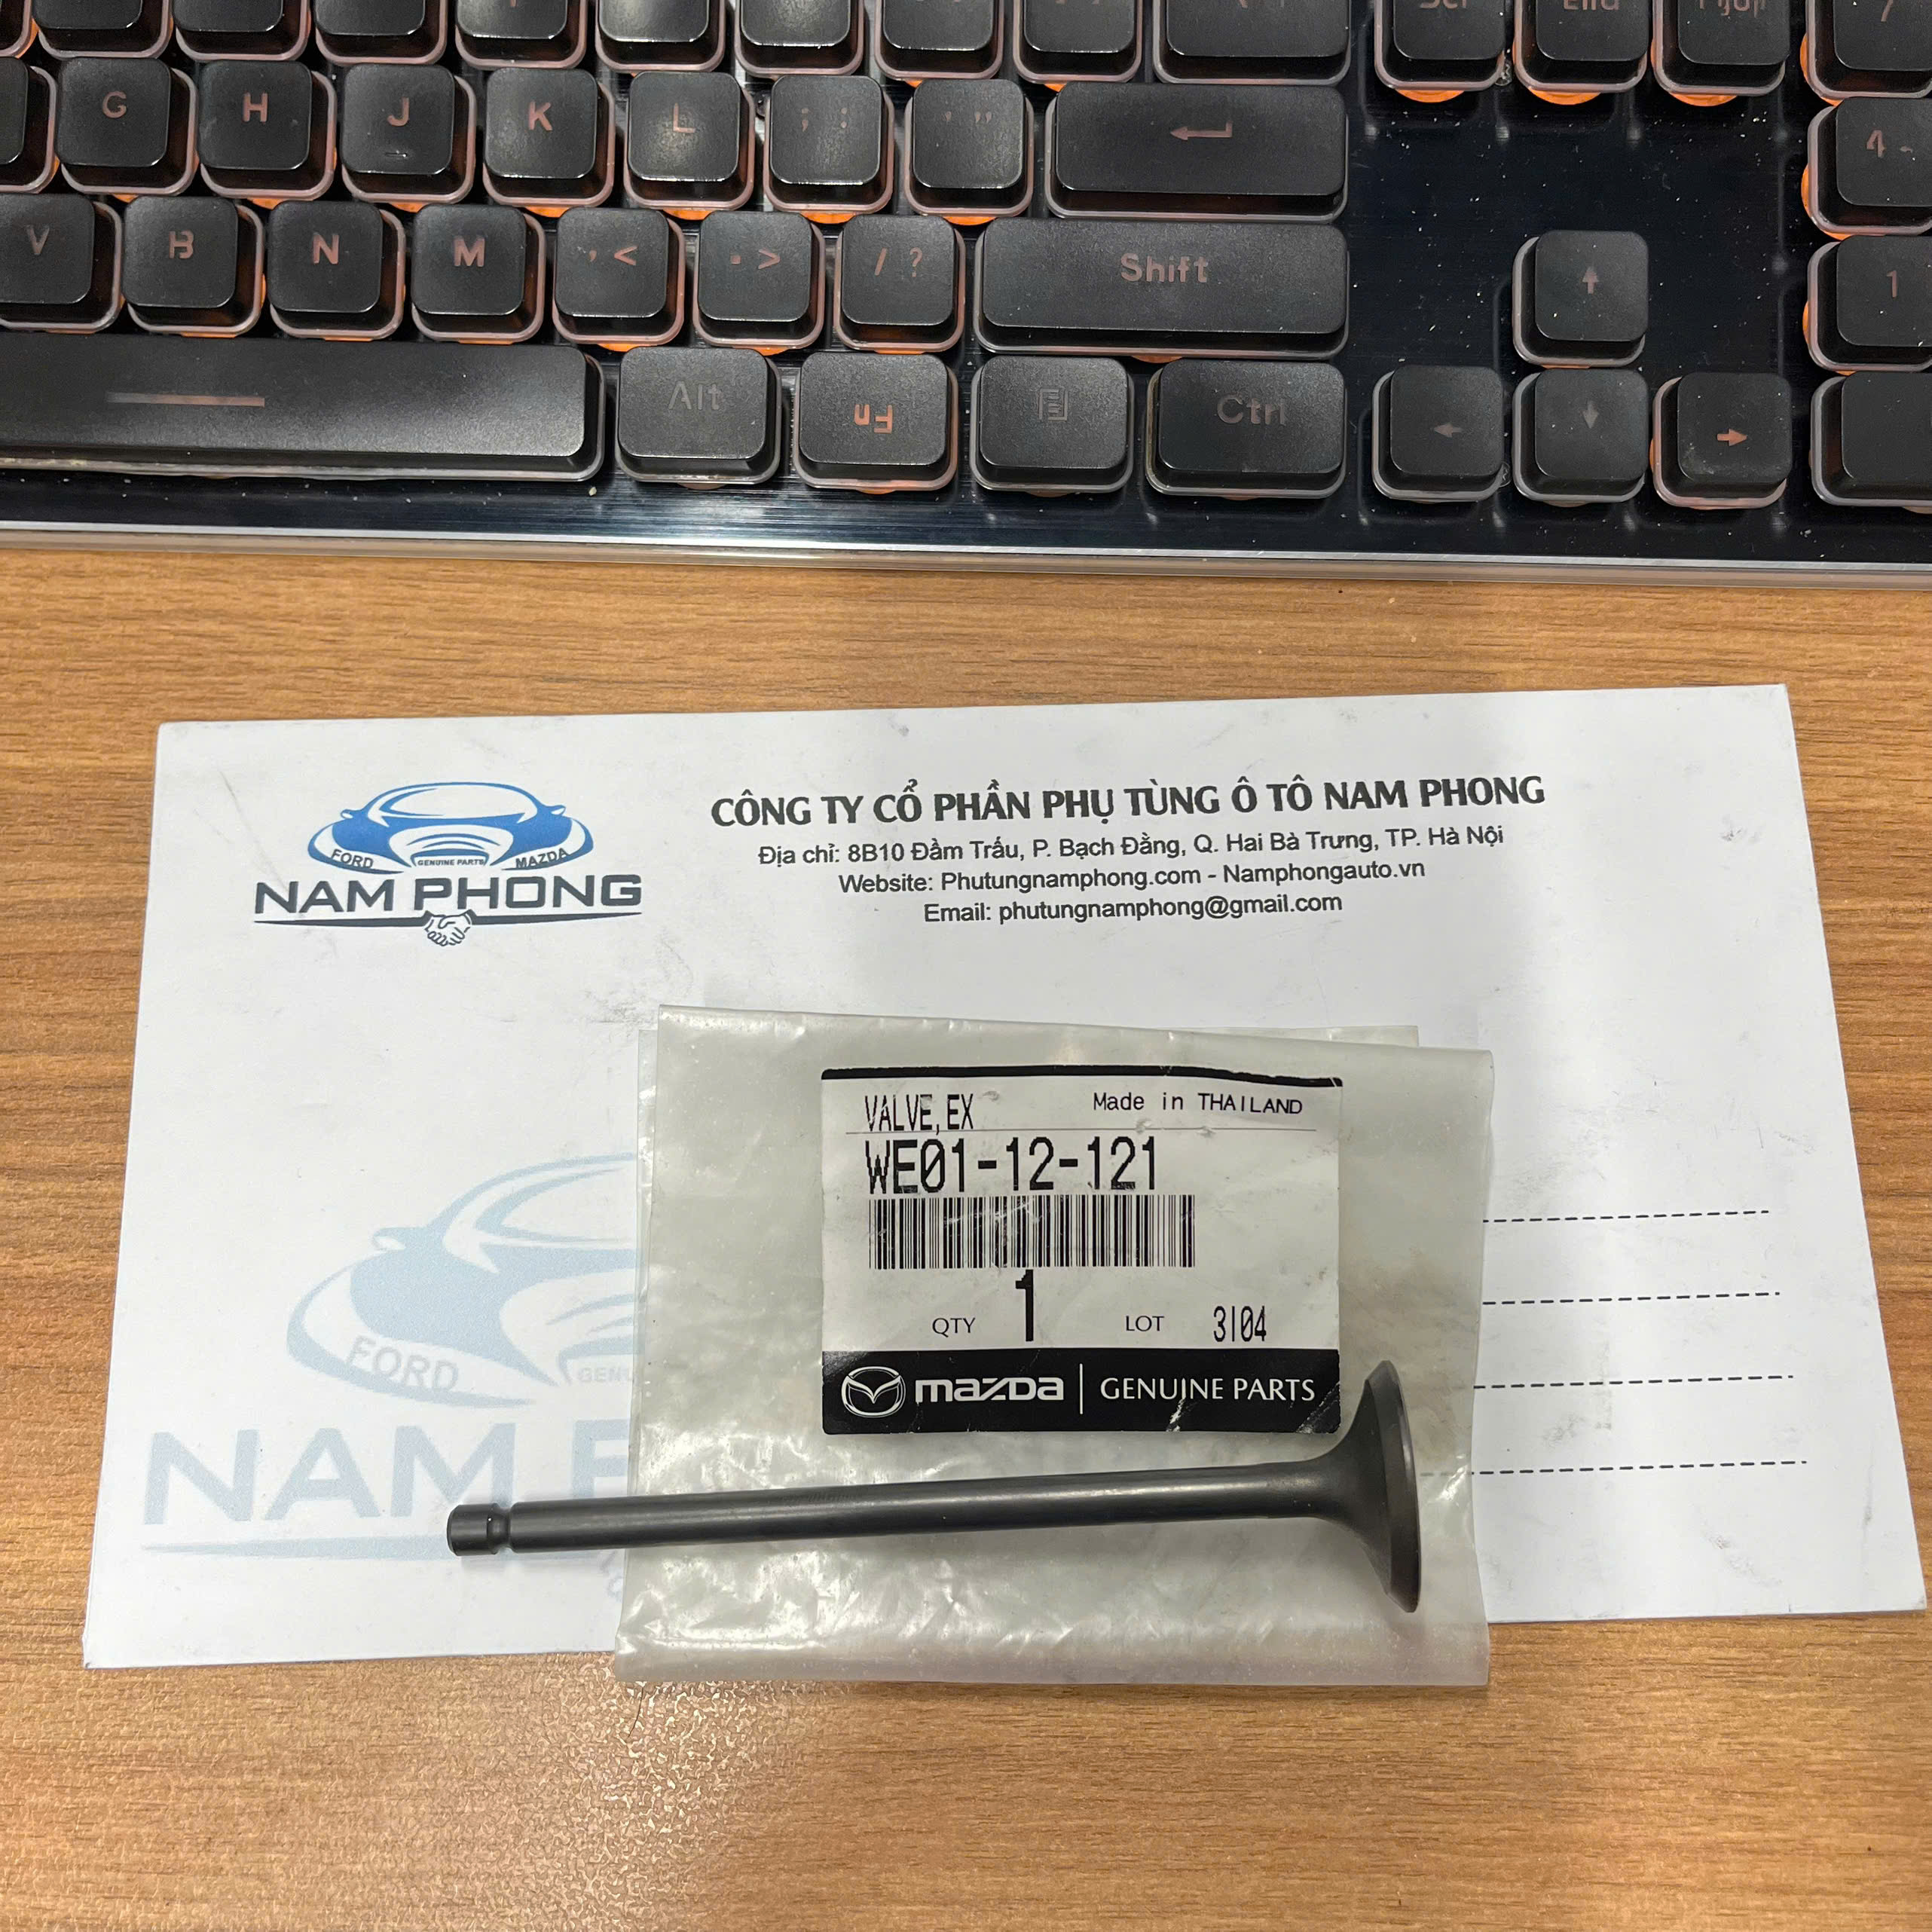 G H J K L ; : ' "
V B N M , < . > / ? Shift 1
Alt Fn Ctrl
4
FORD GENUINE PARTS MAZDA
NAM PHONG
CÔNG TY CỔ PHẦN PHỤ TÙNG Ô TÔ NAM PHONG
Địa chỉ: 8B10 Đầm Trấu, P. Bạch Đằng, Q. Hai Bà Trưng, TP. Hà Nội
Website: Phutungnamphong.com - Namphongauto.vn
Email: phutungnamphong@gmail.com
VALVE,EX Made in THAILAND
WE01-12-121
QTY 1 LOT 3I04
mazda | GENUINE PARTS
FORD
NAM